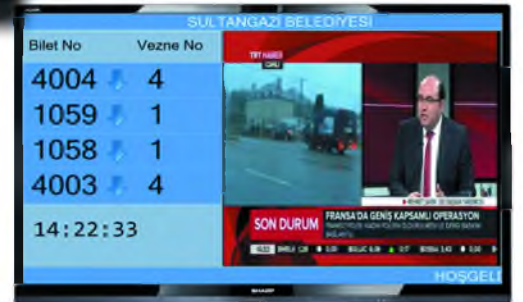 SULTANGAZİ BELEDİYESİ
Bilet No Vezne No
4004 4
1059 1
1058 1
4003 4
14:22:33
TRT HABER
CANLI
SON DURUM
FRANSA'DA GENİŞ KAPSAMLI OPERASYON
HOŞGELİ
SHARP